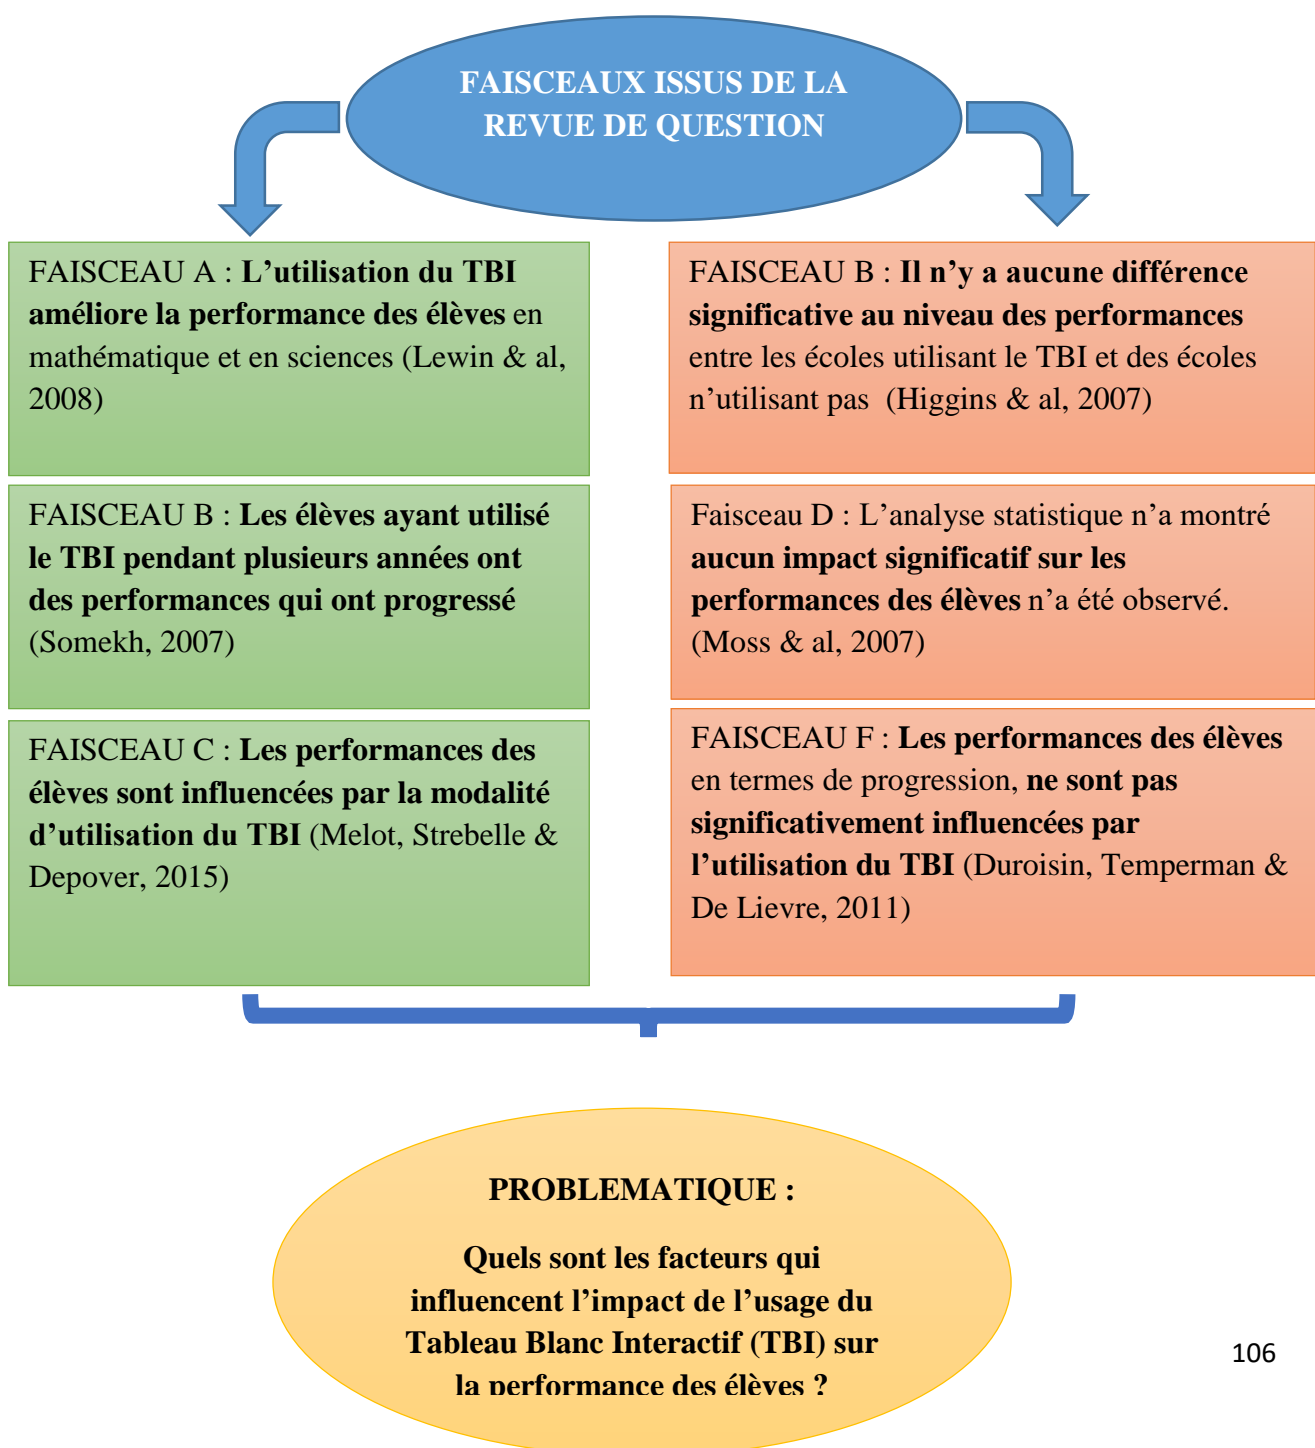 FAISCEAUX ISSUS DE LA
REVUE DE QUESTION
FAISCEAU A : L’utilisation du TBI
améliore la performance des élèves en
mathématique et en sciences (Lewin & al,
2008)
FAISCEAU B : Les élèves ayant utilisé
le TBI pendant plusieurs années ont
des performances qui ont progressé
(Somekh, 2007)
FAISCEAU C : Les performances des
élèves sont influencées par la modalité
d’utilisation du TBI (Melot, Strebelle &
Depover, 2015)
FAISCEAU B : Il n’y a aucune différence
significative au niveau des performances
entre les écoles utilisant le TBI et des écoles
n’utilisant pas (Higgins & al, 2007)
Faisceau D : L’analyse statistique n’a montré
aucun impact significatif sur les
performances des élèves n’a été observé.
(Moss & al, 2007)
FAISCEAU F : Les performances des élèves
en termes de progression, ne sont pas
significativement influencées par
l’utilisation du TBI (Duroisin, Temperman &
De Lievre, 2011)
PROBLEMATIQUE :
Quels sont les facteurs qui
influencent l’impact de l’usage du
Tableau Blanc Interactif (TBI) sur
la performance des élèves ?
106